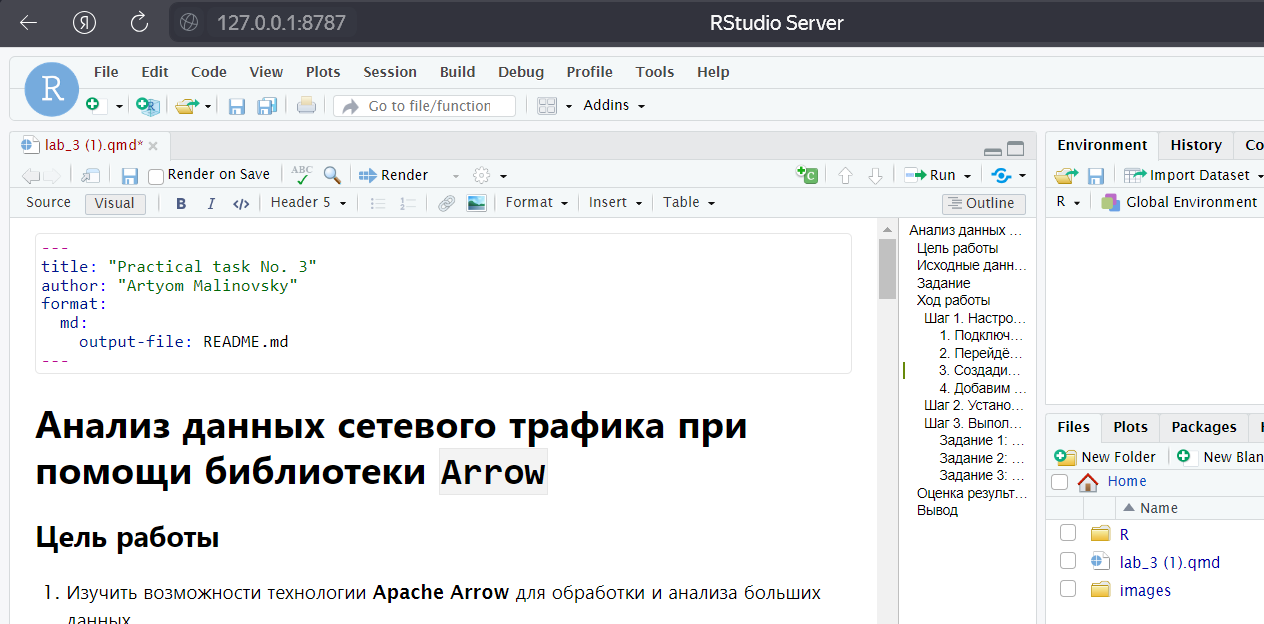 127.0.0.1:8787
RStudio Server
R
File Edit Code View Plots Session Build Debug Profile Tools Help
Go to file/function
Addins
lab_3 (1).qmd*
Render on Save
ABC
Render
Run
Source Visual
B I </> Header 5
Format Insert Table
Outline
---
title: "Practical task No. 3"
author: "Artyom Malinovsky"
format:
md:
output-file: README.md
---
Анализ данных сетевого трафика при
помощи библиотеки Arrow
Цель работы
1. Изучить возможности технологии Apache Arrow для обработки и анализа больших
данных
Анализ данных ...
Цель работы
Исходные данн...
Задание
Ход работы
Шаг 1. Настро...
1. Подключ...
2. Перейдё...
3. Создади...
4. Добавим ...
Шаг 2. Устано...
Шаг 3. Выпол...
Задание 1: ...
Задание 2: ...
Задание 3: ...
Оценка результ...
Вывод
Environment History Co
Import Dataset
R Global Environment
Files Plots Packages
New Folder New Blan
Home
Name
R
lab_3 (1).qmd
images